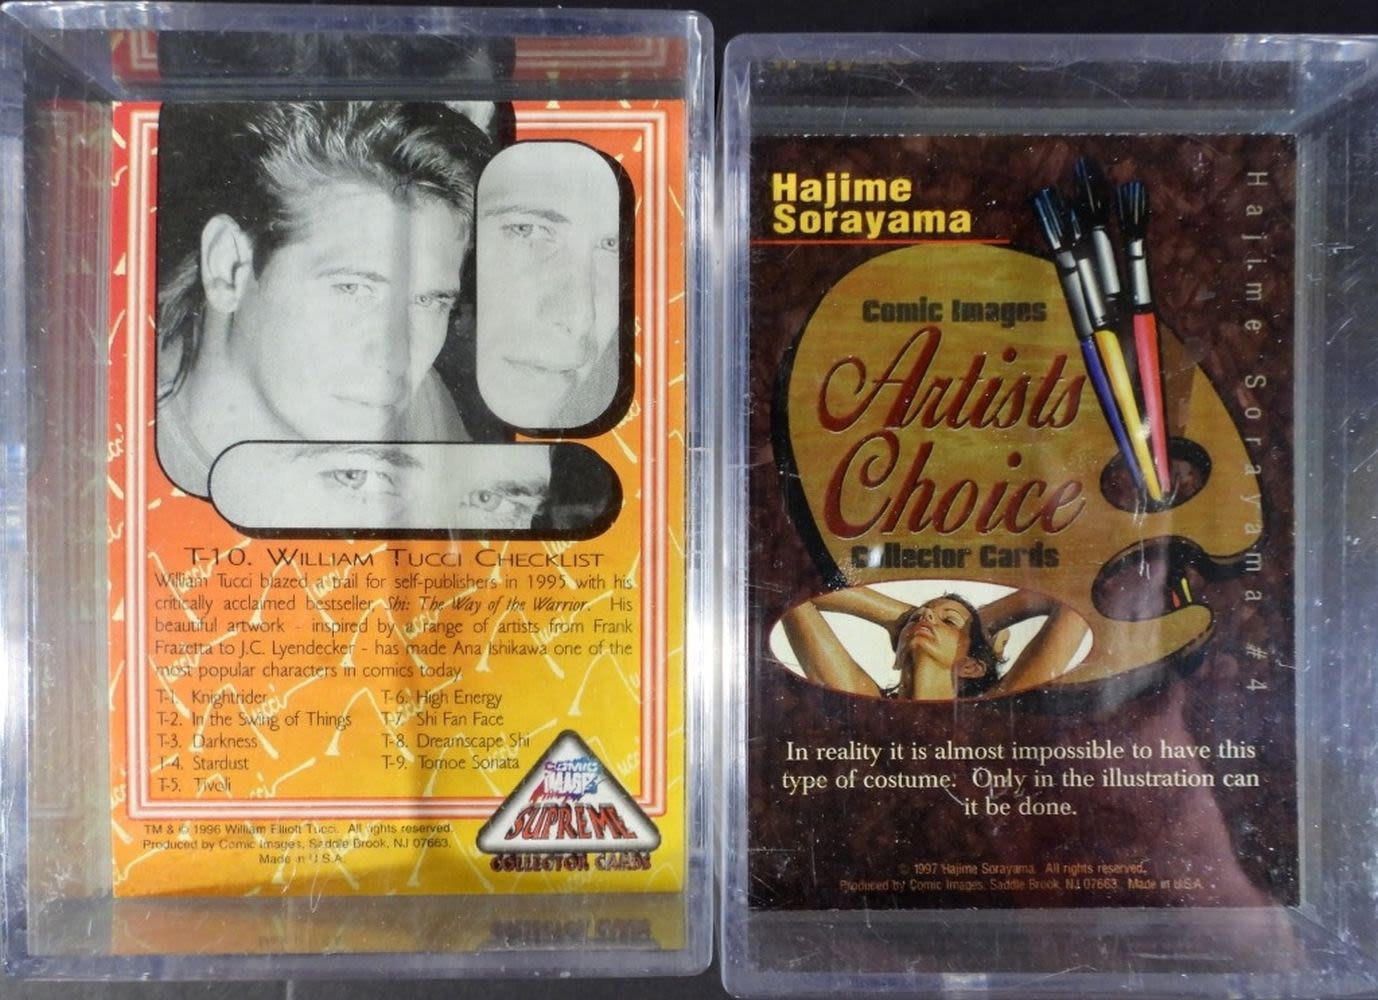 T-10. William Tucci Checklist
William Tucci blazed a trail for self-publishers in 1995 with his
critically acclaimed bestseller, Shi: The Way of the Warrior. His
beautiful artwork - inspired by a range of artists from Frank
Frazetta to J.C. Lyendecker - has made Ana Ishikawa one of the
most popular characters in comics today.
T-1. Knightrider
T-2. In the Swing of Things
T-3. Darkness
T-4. Stardust
T-5. Tivoli
T-6. High Energy
T-7. Shi Fan Face
T-8. Dreamscape Shi
T-9. Tomoe Sonata
COMIC
IMAGES
SUPREME
COLLECTOR CARDS
TM & © 1996 William Elliott Tucci. All rights reserved.
Produced by Comic Images, Saddle Brook, NJ 07663.
Made in U.S.A.
Hajime
Sorayama
Comic Images
Artists
Choice
Collector Cards
Hajime Sorayama #4
In reality it is almost impossible to have this
type of costume. Only in the illustration can
it be done.
© 1997 Hajime Sorayama. All rights reserved.
Produced by Comic Images, Saddle Brook, NJ 07663. Made in U.S.A.